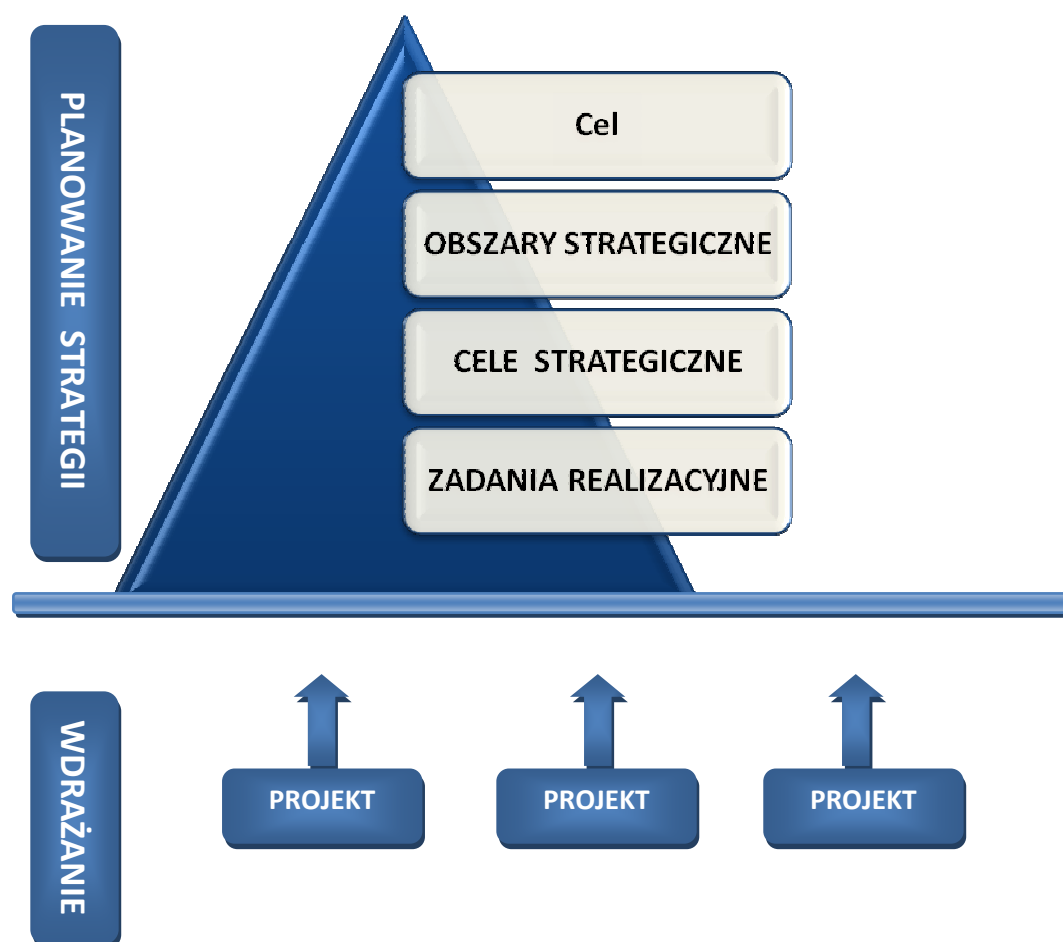 PLANOWANIE STRATEGII
Cel
OBSZARY STRATEGICZNE
CELE STRATEGICZNE
ZADANIA REALIZACYJNE
WDRAŻANIE
PROJEKT
PROJEKT
PROJEKT